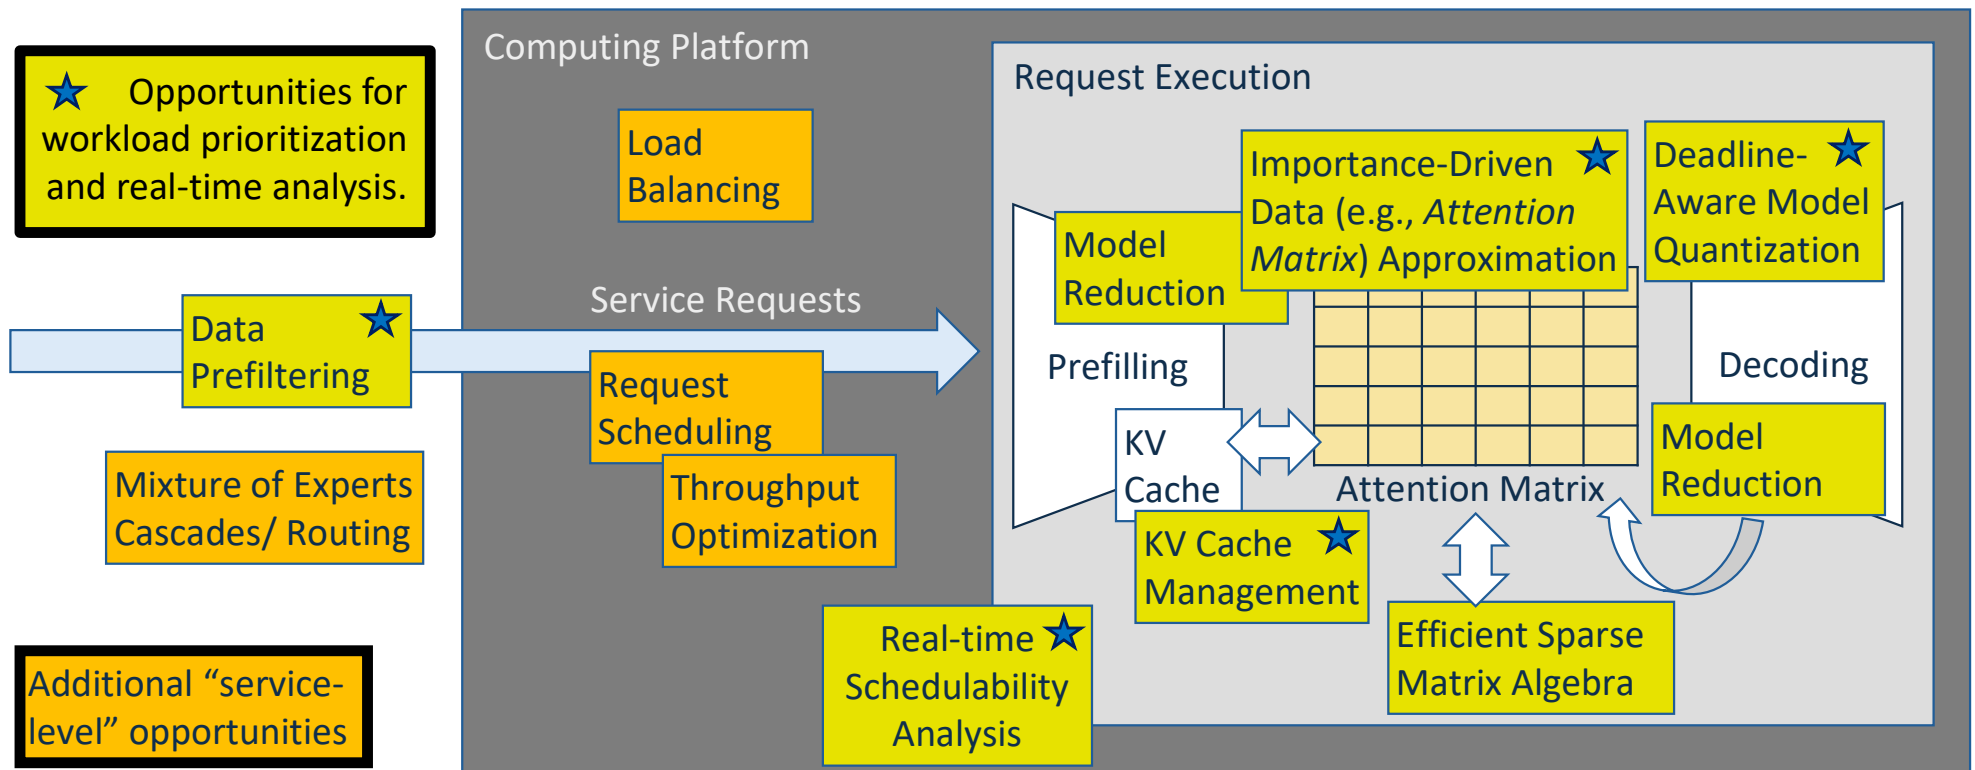 Opportunities for
workload prioritization
and real-time analysis.
Data
Prefiltering
Mixture of Experts
Cascades/ Routing
Additional “service-
level” opportunities
Computing Platform
Load
Balancing
Service Requests
Request
Scheduling
Throughput
Optimization
Real-time
Schedulability
Analysis
Request Execution
Model
Reduction
Prefilling
KV
Cache
KV Cache
Management
Importance-Driven
Data (e.g., Attention
Matrix) Approximation
Attention Matrix
Efficient Sparse
Matrix Algebra
Deadline-
Aware Model
Quantization
Decoding
Model
Reduction